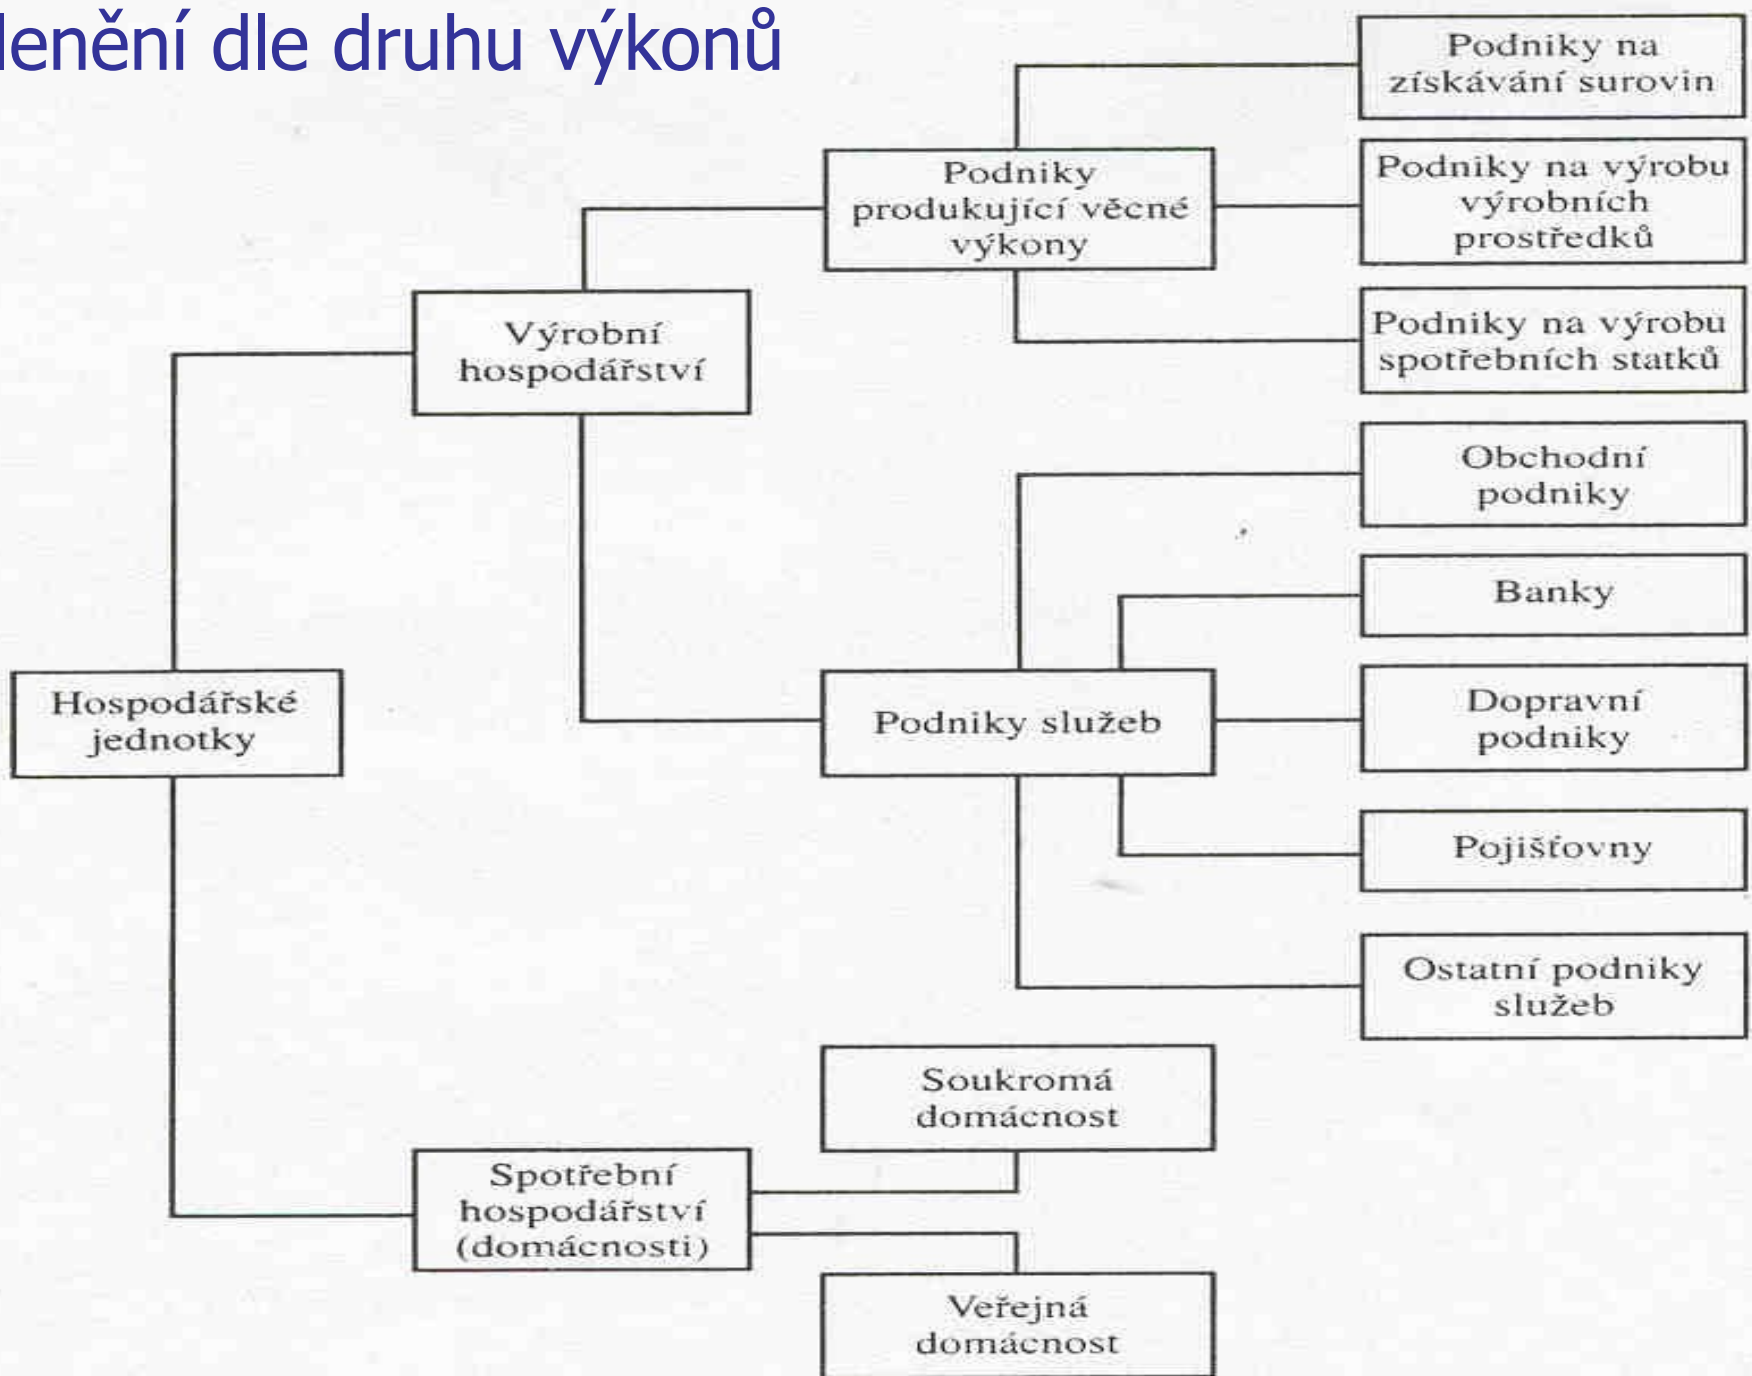 lenění dle druhu výkonů
Podniky na
získávání surovin
Podniky
produkující věcné
výkony
Podniky na výrobu
výrobních
prostředků
Podniky na výrobu
spotřebních statků
Výrobní
hospodářství
Obchodní
podniky
Banky
Hospodářské
jednotky
Podniky služeb
Dopravní
podniky
Pojišťovny
Ostatní podniky
služeb
Soukromá
domácnost
Spotřební
hospodářství
(domácnosti)
Veřejná
domácnost